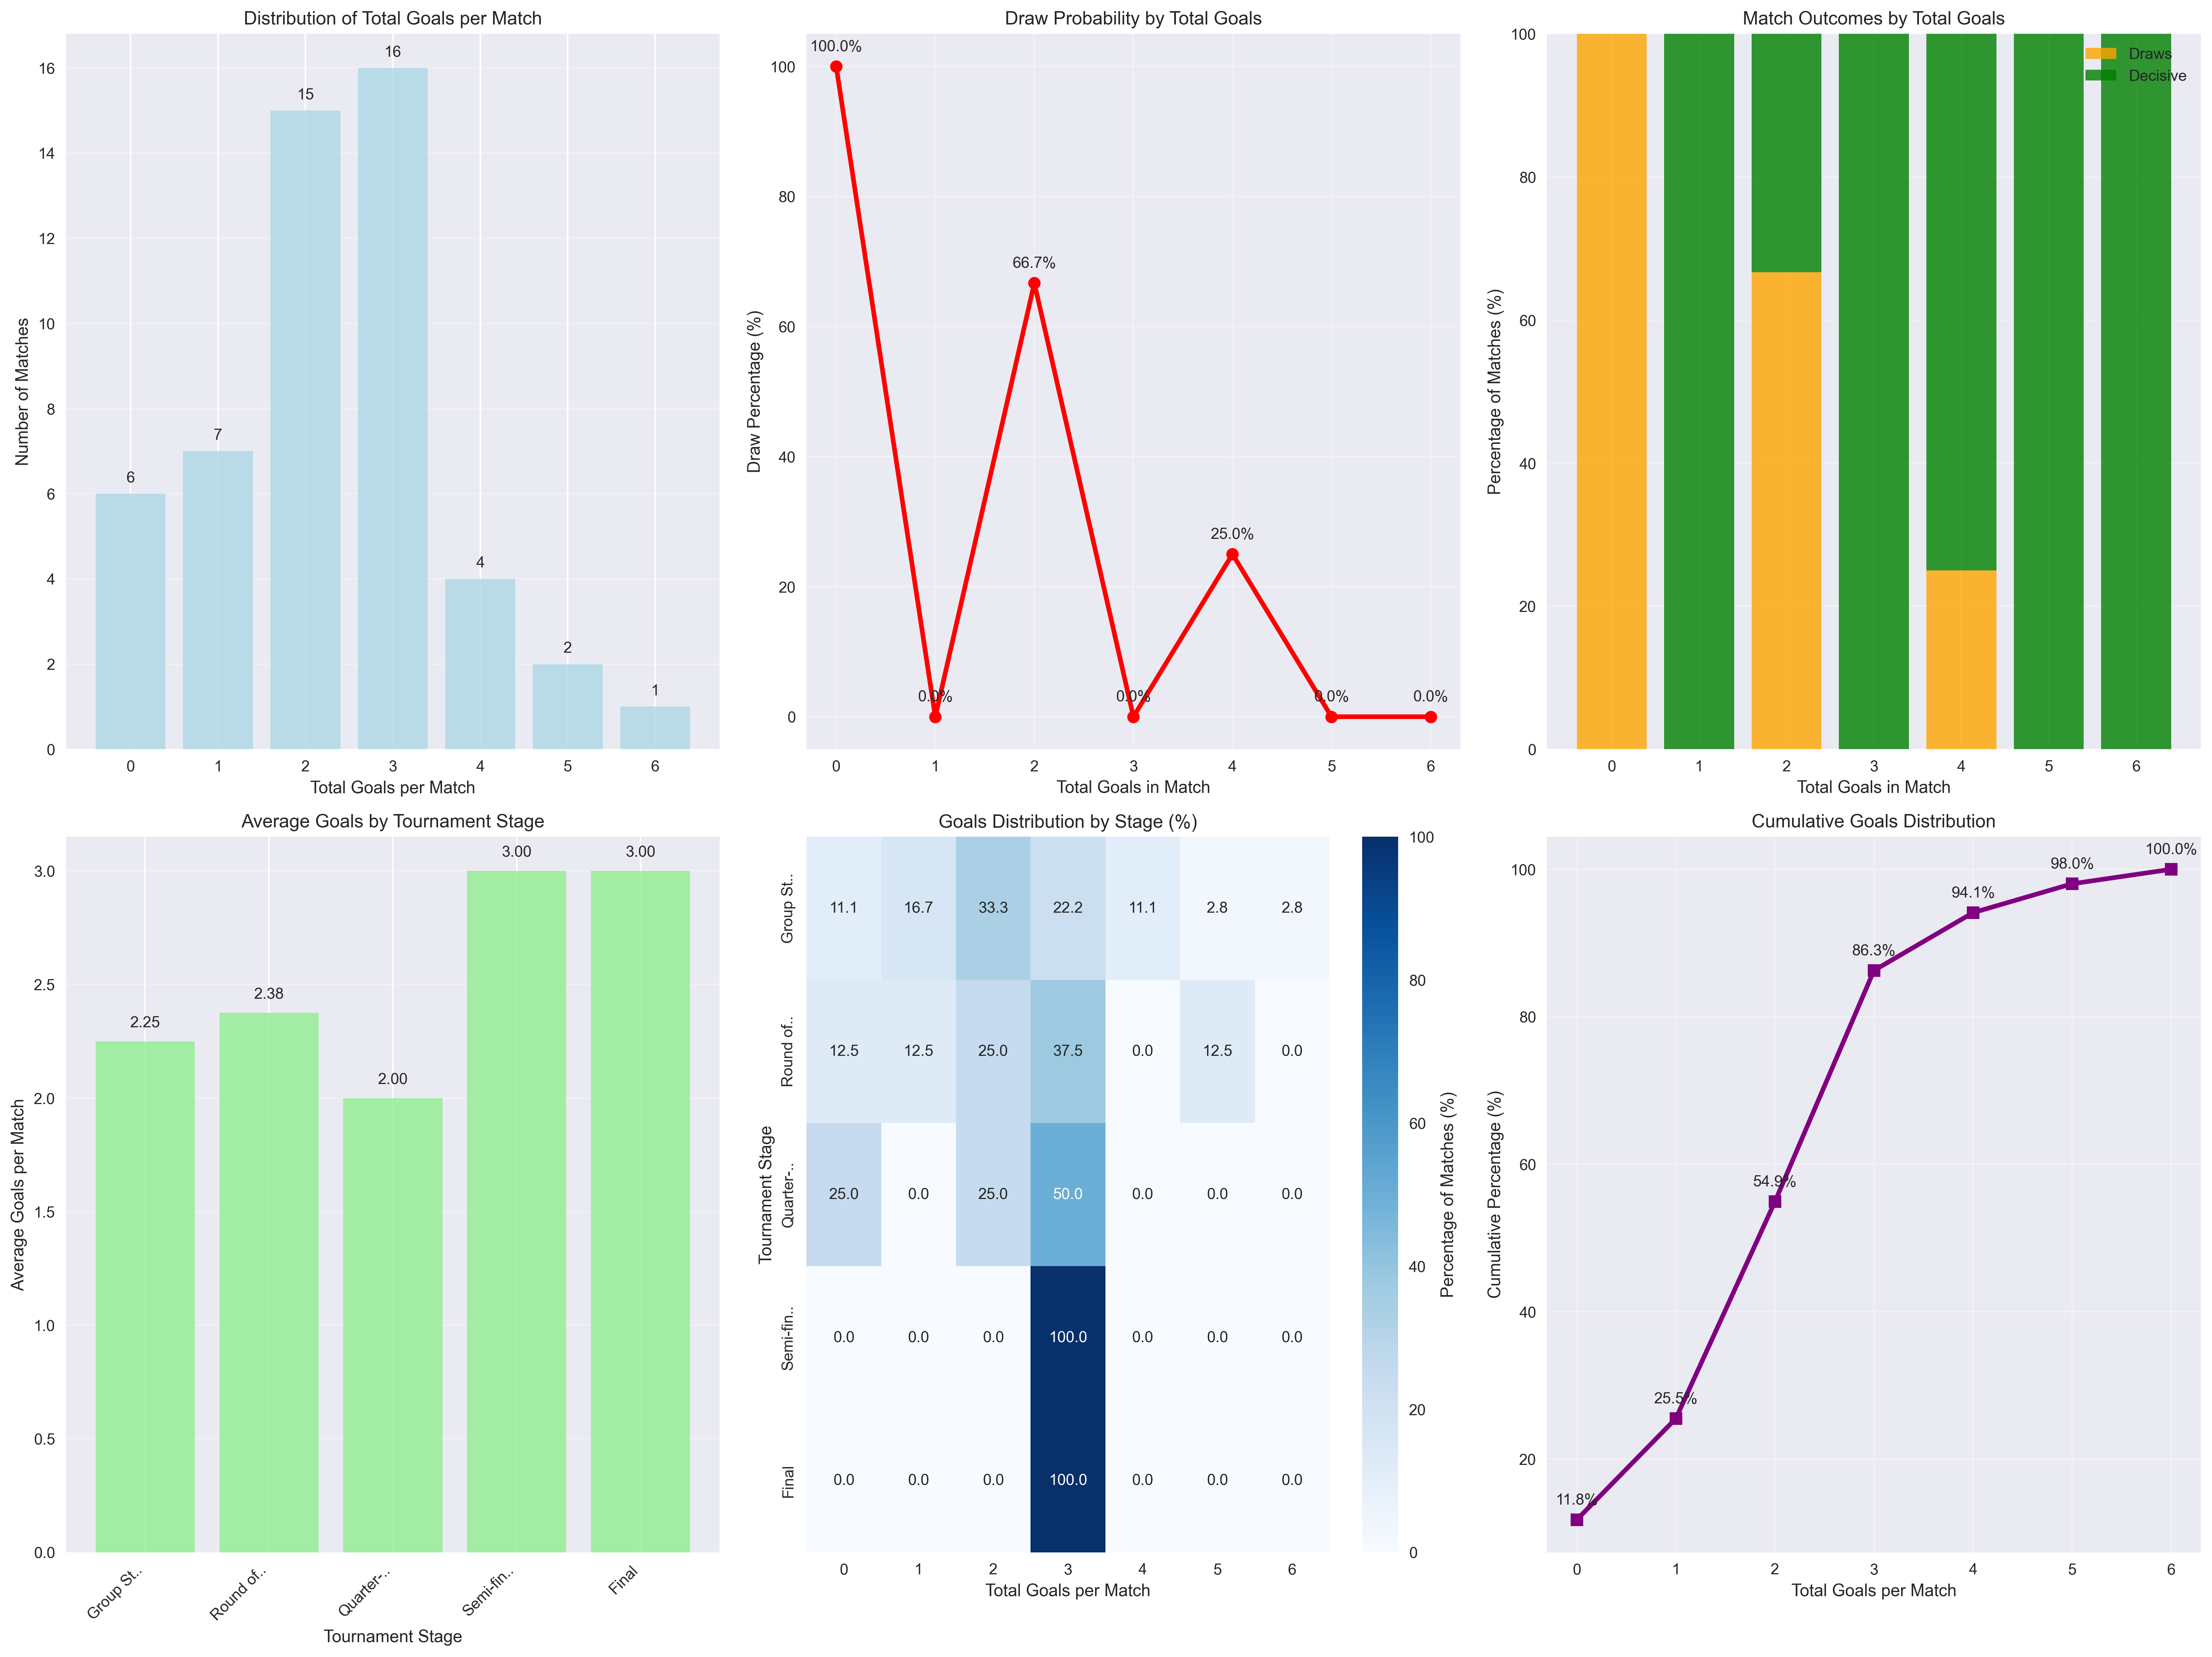 Distribution of Total Goals per Match
Number of Matches
16
14
12
10
8
6
4
2
0
6
7
15
16
4
2
1
0 1 2 3 4 5 6
Total Goals per Match
Draw Probability by Total Goals
Draw Percentage (%)
100
80
60
40
20
0
100.0%
0.0%
66.7%
0.0%
25.0%
0.0%
0.0%
0 1 2 3 4 5 6
Total Goals in Match
Match Outcomes by Total Goals
Percentage of Matches (%)
100
80
60
40
20
0
Draws
Decisive
0 1 2 3 4 5 6
Total Goals in Match
Average Goals by Tournament Stage
Average Goals per Match
3.0
2.5
2.0
1.5
1.0
0.5
0.0
2.25
2.38
2.00
3.00
3.00
Group St..
Round of..
Quarter-..
Semi-fin..
Final
Tournament Stage
Goals Distribution by Stage (%)
Tournament Stage
Group St..
11.1 16.7 33.3 22.2 11.1 2.8 2.8
Round of..
12.5 12.5 25.0 37.5 0.0 12.5 0.0
Quarter-..
25.0 0.0 25.0 50.0 0.0 0.0 0.0
Semi-fin..
0.0 0.0 0.0 100.0 0.0 0.0 0.0
Final
0.0 0.0 0.0 100.0 0.0 0.0 0.0
0 1 2 3 4 5 6
Total Goals per Match
100
80
60
40
20
0
Percentage of Matches (%)
Cumulative Goals Distribution
Cumulative Percentage (%)
100
80
60
40
20
11.8%
25.5%
54.9%
86.3%
94.1%
98.0%
100.0%
0 1 2 3 4 5 6
Total Goals per Match